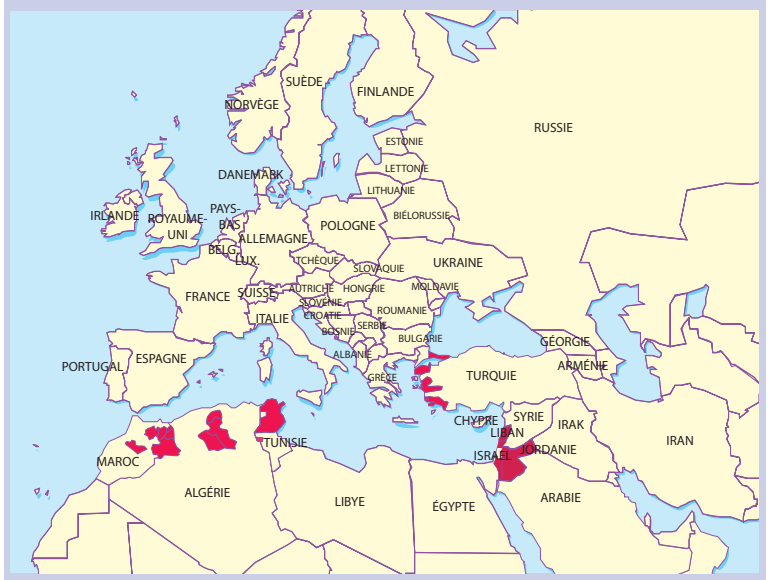 SUÈDE
FINLANDE
NORVÈGE
RUSSIE
ESTONIE
LETTONIE
DANEMARK
LITHUANIE
PAYS-
BAS
IRLANDE
ROYAUME-
UNI
BIÉLORUSSIE
POLOGNE
ALLEMAGNE
BELG.
LUX.
TCHÈQUE
UKRAINE
SLOVAQUIE
FRANCE
SUISSE
AUTRICHE
HONGRIE
MOLDAVIE
SLOVÉNIE
CROATIE
ROUMANIE
ITALIE
BOSNIE
SERBIE
BULGARIE
GÉORGIE
ALBANIE
PORTUGAL
ESPAGNE
ARMÉNIE
GRÈCE
TURQUIE
CHYPRE
SYRIE
IRAK
LIBAN
IRAN
TUNISIE
ISRAËL
JORDANIE
MAROC
ALGÉRIE
LIBYE
ÉGYPTE
ARABIE